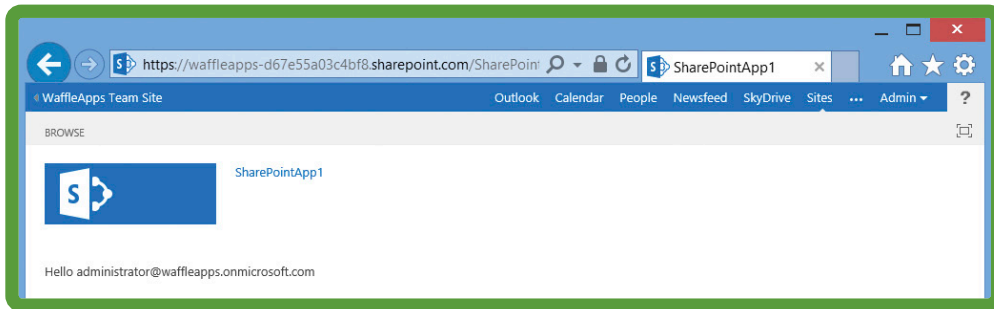 https://waffleapps-d67e55a03c4bf8.sharepoint.com/SharePoint
SharePointApp1
WaffleApps Team Site Outlook Calendar People Newsfeed SkyDrive Sites ... Admin ?
BROWSE
S SharePointApp1
Hello administrator@waffleapps.onmicrosoft.com